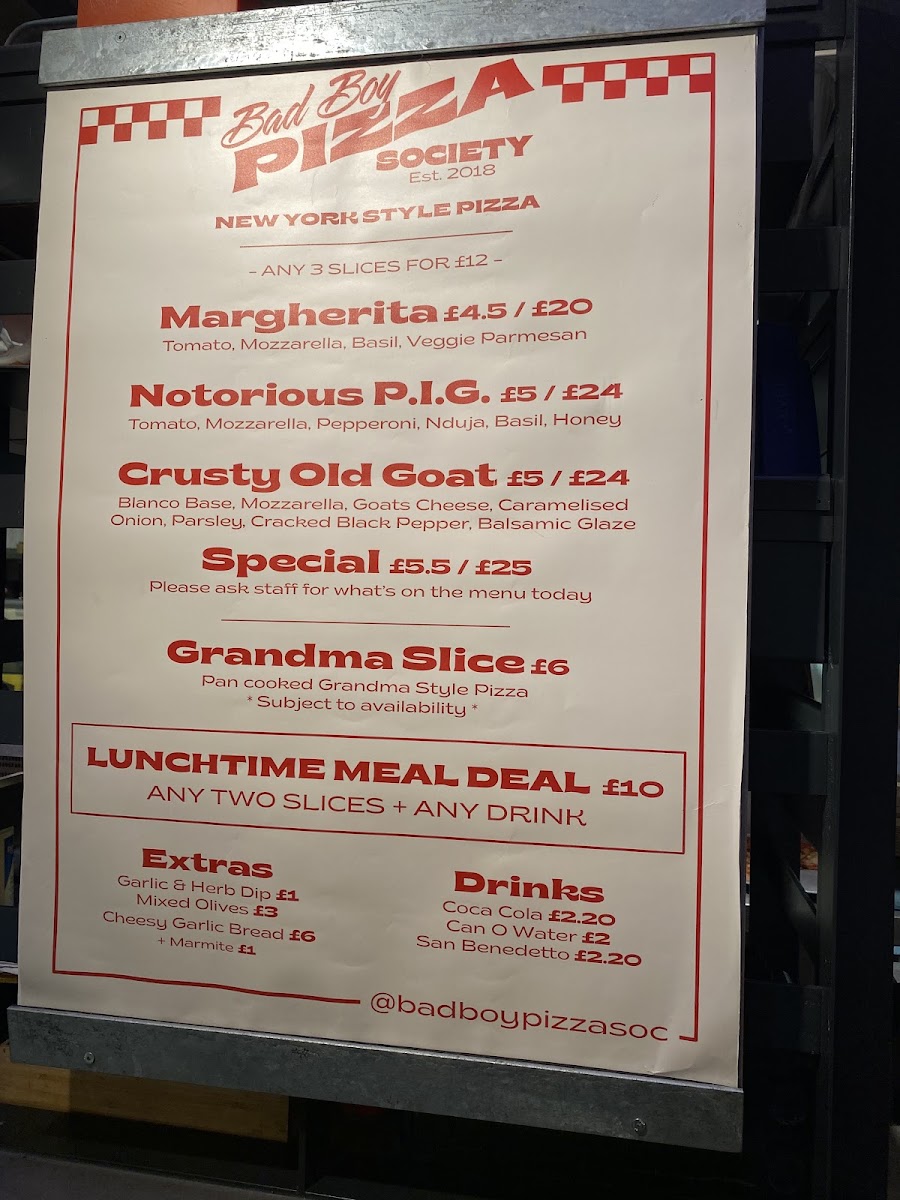 Bad Boy
PIZZA
SOCIETY
Est. 2018
NEW YORK STYLE PIZZA
- ANY 3 SLICES FOR £12 -
Margherita £4.5 / £20
Tomato, Mozzarella, Basil, Veggie Parmesan
Notorious P.I.G. £5 / £24
Tomato, Mozzarella, Pepperoni, Nduja, Basil, Honey
Crusty Old Goat £5 / £24
Blanco Base, Mozzarella, Goats Cheese, Caramelised
Onion, Parsley, Cracked Black Pepper, Balsamic Glaze
Special £5.5 / £25
Please ask staff for what's on the menu today
Grandma Slice £6
Pan cooked Grandma Style Pizza
* Subject to availability *
LUNCHTIME MEAL DEAL £10
ANY TWO SLICES + ANY DRINK
Extras
Garlic & Herb Dip £1
Mixed Olives £3
Cheesy Garlic Bread £6
+ Marmite £1
Drinks
Coca Cola £2.20
Can O Water £2
San Benedetto £2.20
@badboypizzasoc